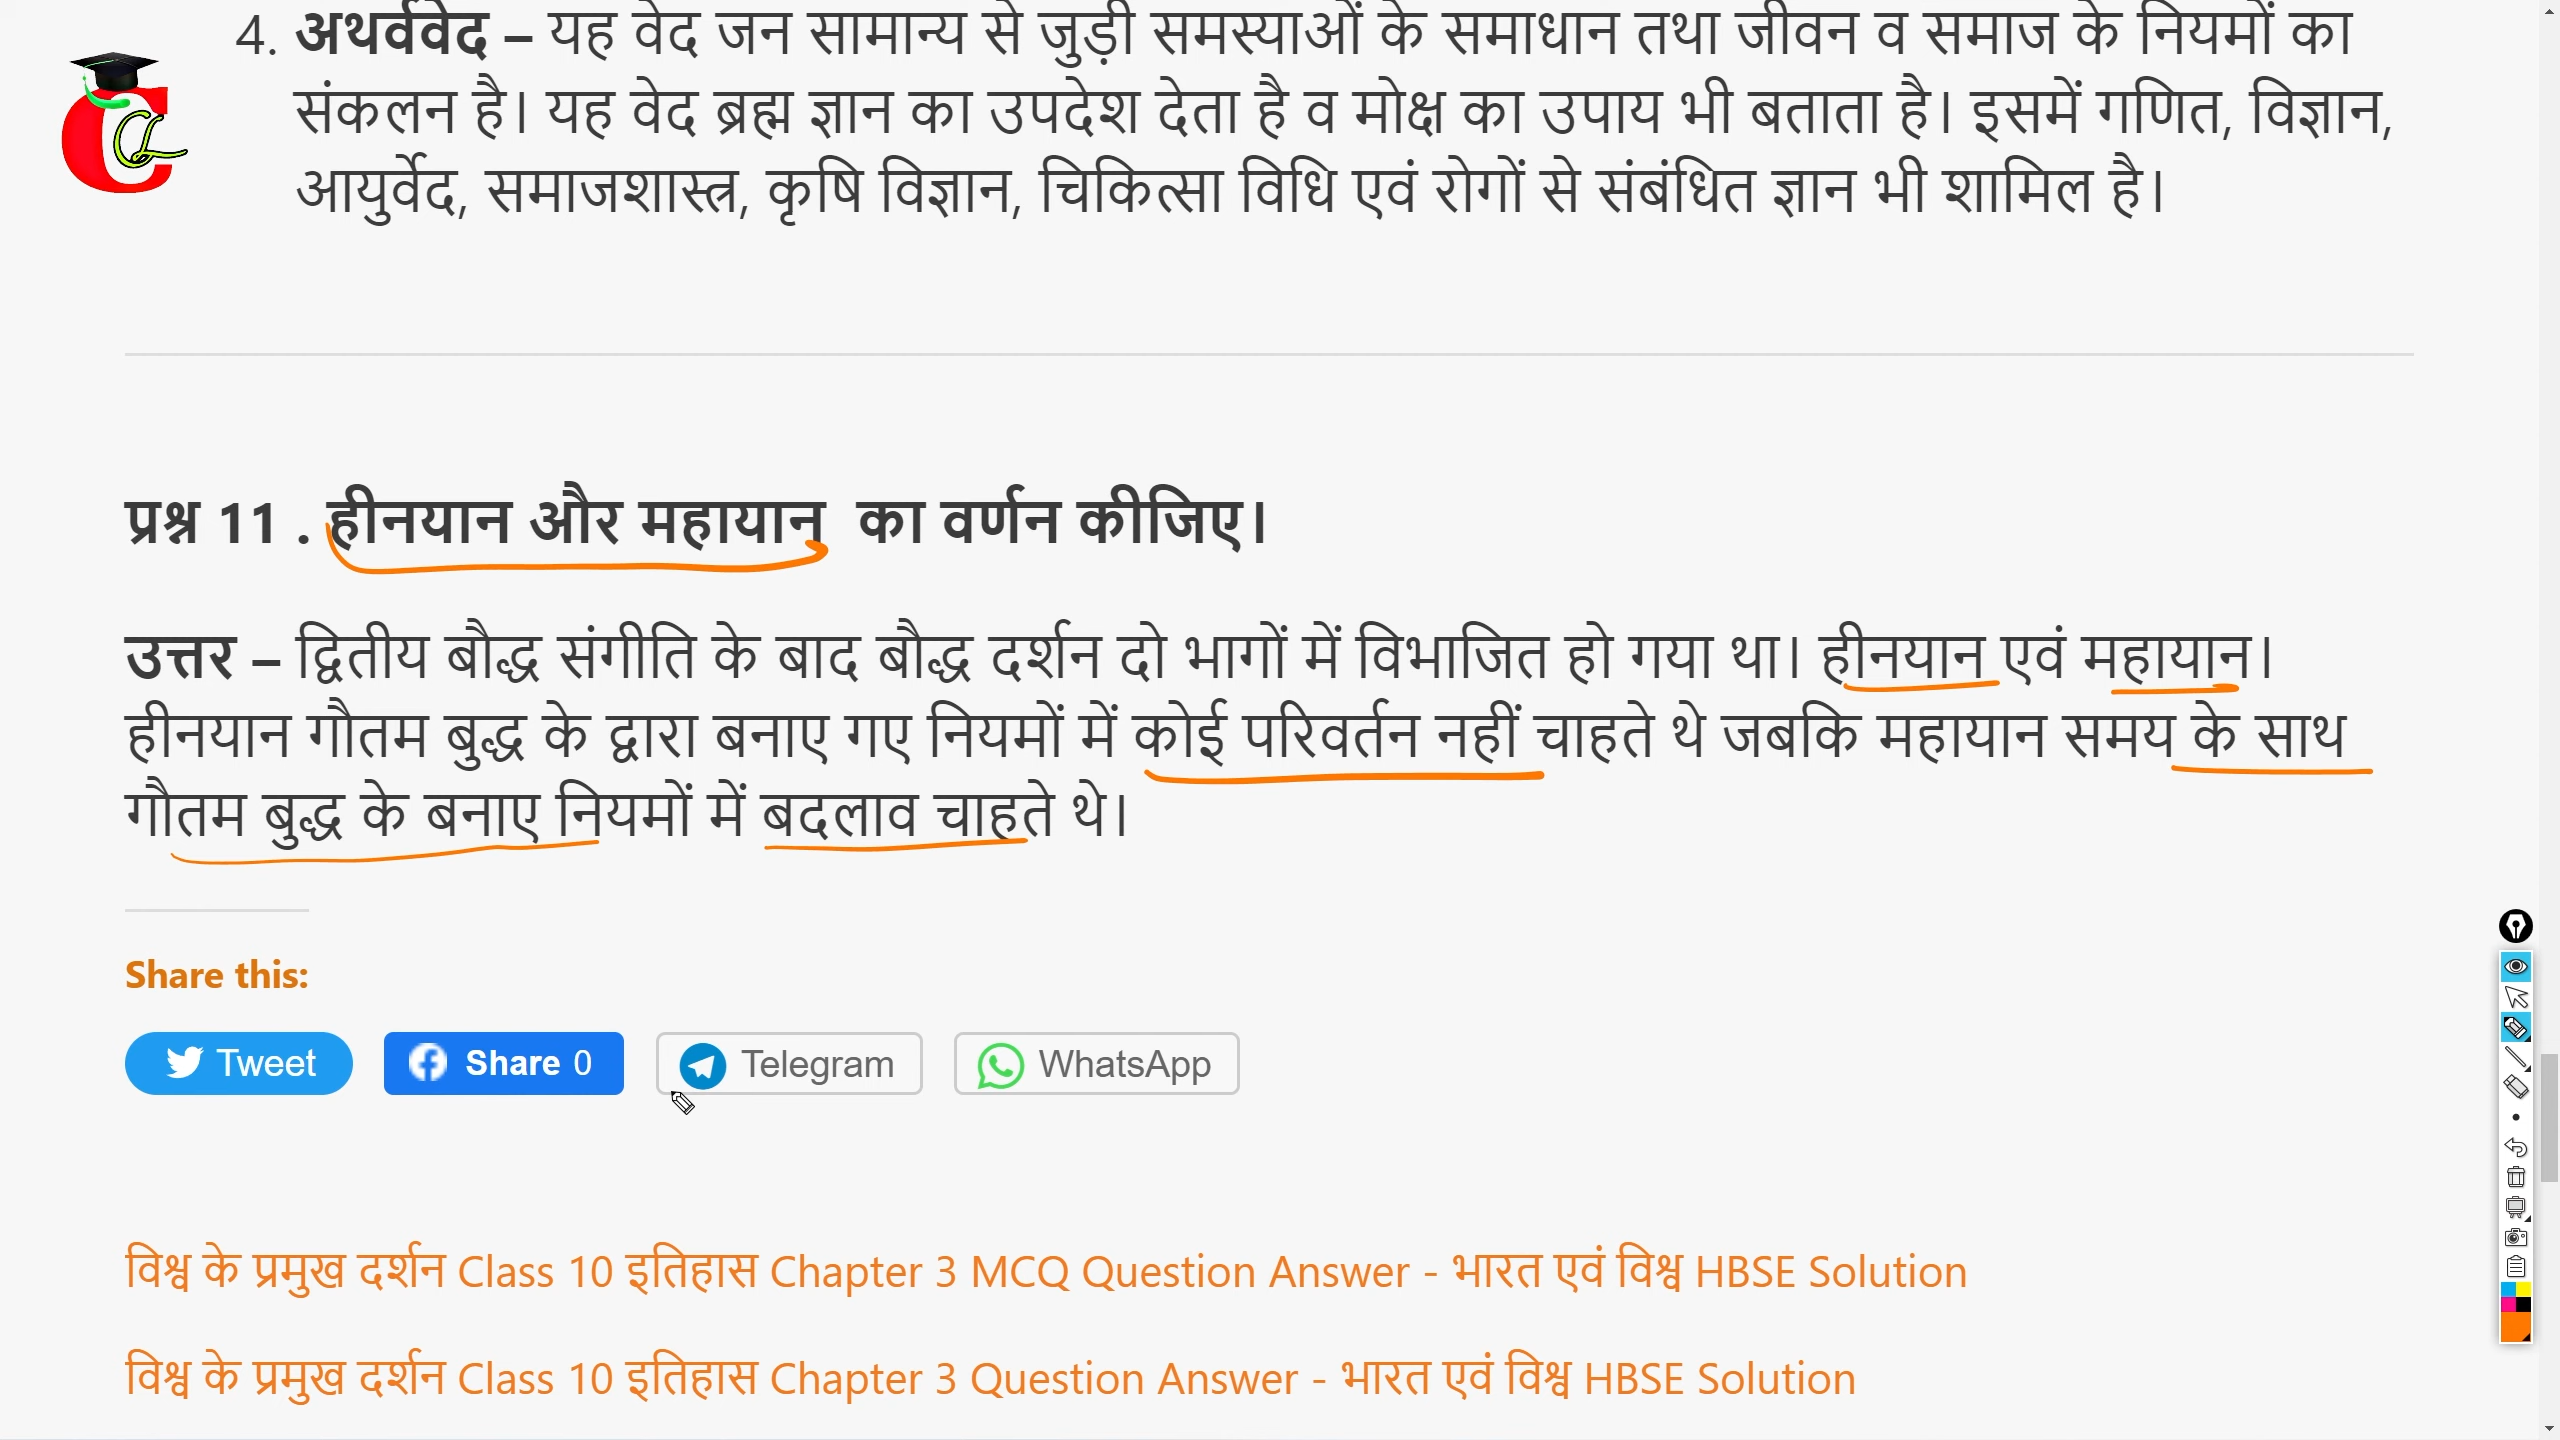 4. अथर्ववेद – यह वेद जन सामान्य से जुड़ी समस्याओं के समाधान तथा जीवन व समाज के नियमों का
संकलन है। यह वेद ब्रह्म ज्ञान का उपदेश देता है व मोक्ष का उपाय भी बताता है। इसमें गणित, विज्ञान,
आयुर्वेद, समाजशास्त्र, कृषि विज्ञान, चिकित्सा विधि एवं रोगों से संबंधित ज्ञान भी शामिल है।
प्रश्न 11 . हीनयान और महायान का वर्णन कीजिए।
उत्तर – द्वितीय बौद्ध संगीति के बाद बौद्ध दर्शन दो भागों में विभाजित हो गया था। हीनयान एवं महायान।
हीनयान गौतम बुद्ध के द्वारा बनाए गए नियमों में कोई परिवर्तन नहीं चाहते थे जबकि महायान समय के साथ
गौतम बुद्ध के बनाए नियमों में बदलाव चाहते थे।
Share this:
Tweet Share 0 Telegram WhatsApp
विश्व के प्रमुख दर्शन Class 10 इतिहास Chapter 3 MCQ Question Answer - भारत एवं विश्व HBSE Solution
विश्व के प्रमुख दर्शन Class 10 इतिहास Chapter 3 Question Answer - भारत एवं विश्व HBSE Solution